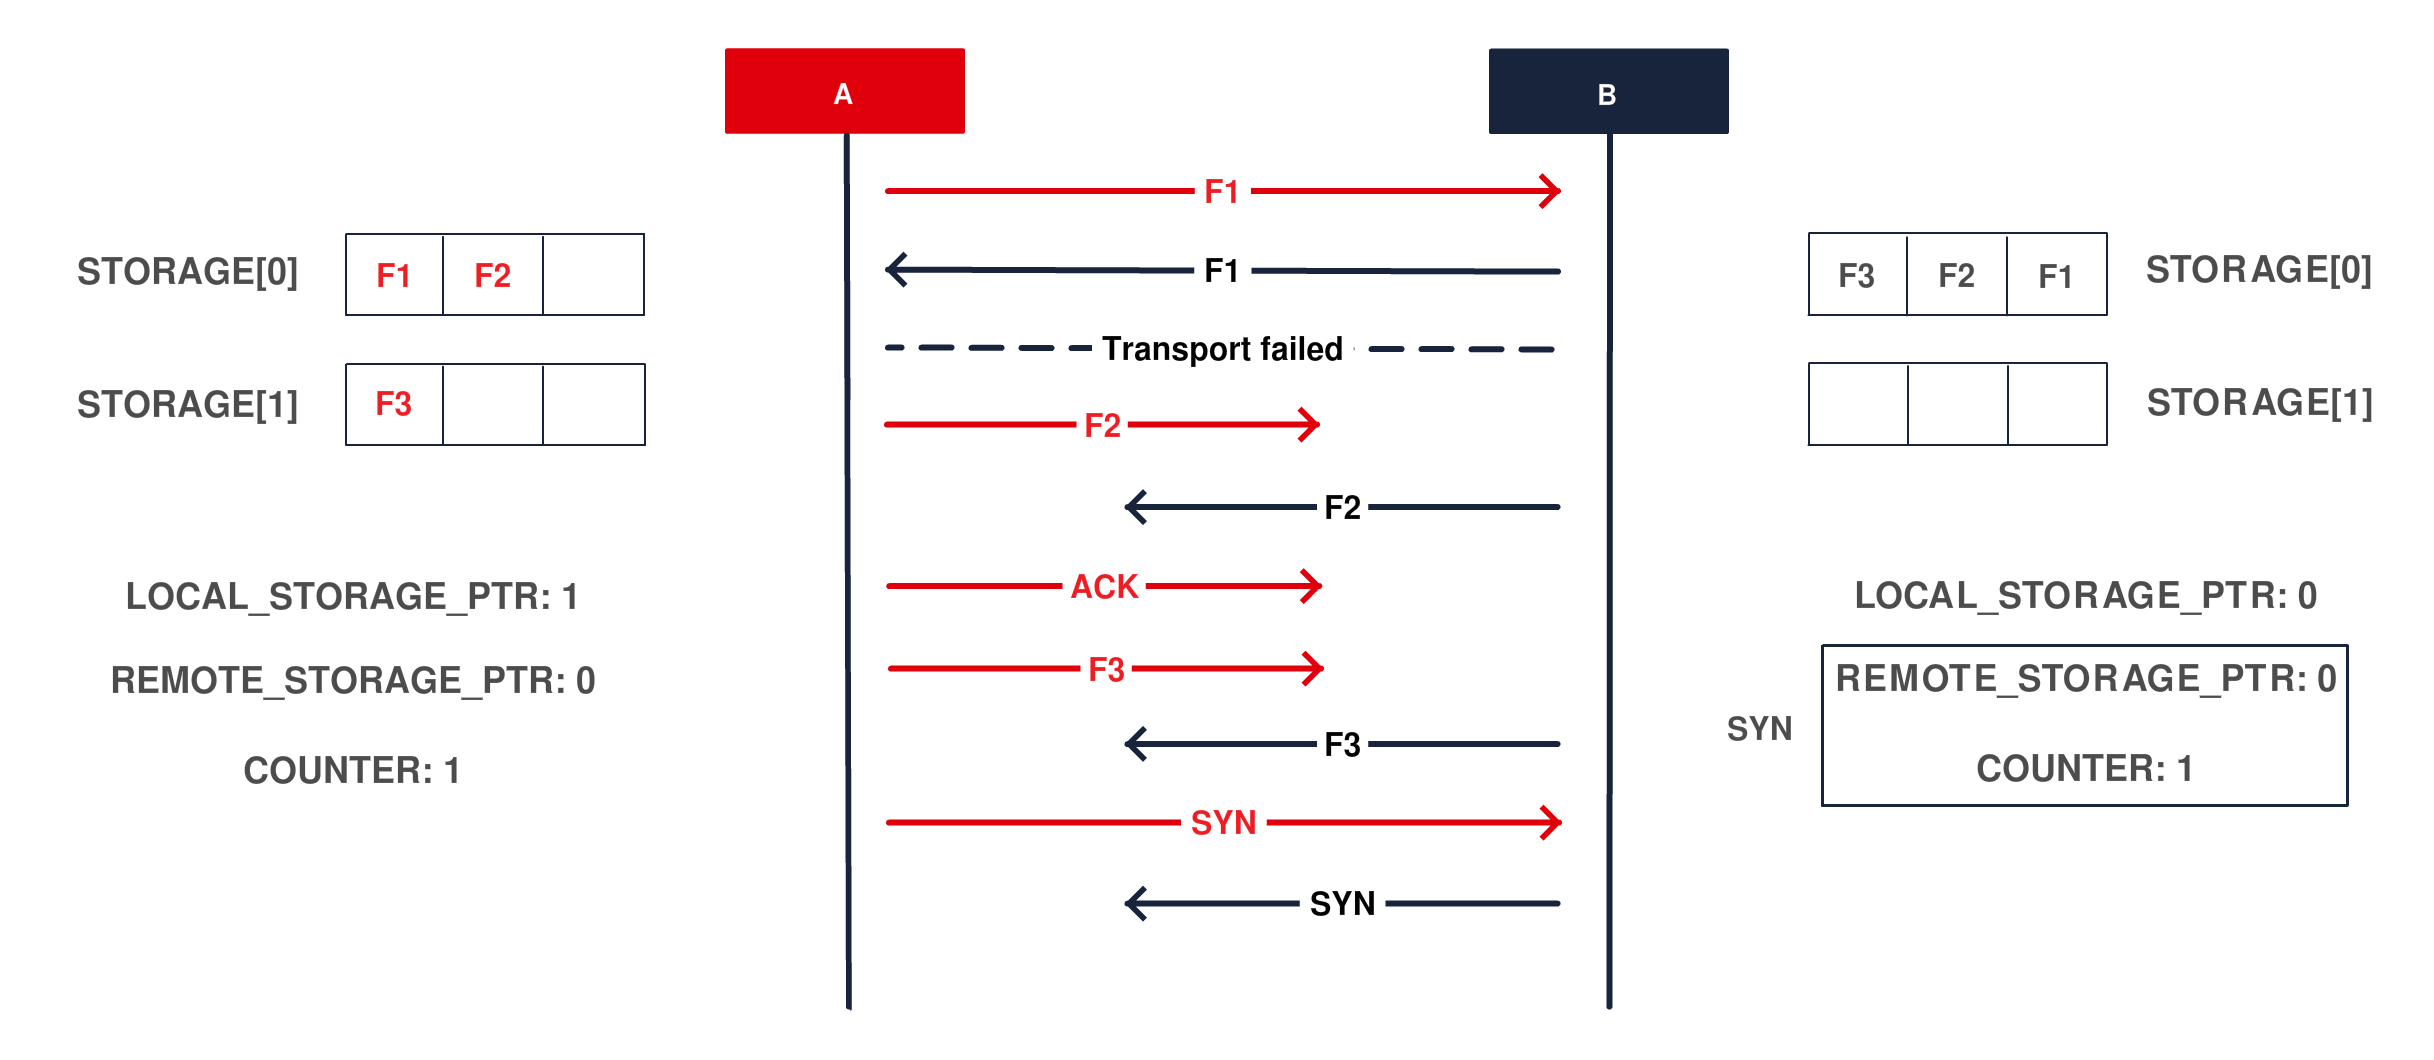 A
B
F1
F1
Transport failed
F2
F2
ACK
F3
F3
SYN
SYN
STORAGE[0]
F1 F2
STORAGE[1]
F3
LOCAL_STORAGE_PTR: 1
REMOTE_STORAGE_PTR: 0
COUNTER: 1
F3 F2 F1
STORAGE[0]
STORAGE[1]
LOCAL_STORAGE_PTR: 0
REMOTE_STORAGE_PTR: 0
SYN
COUNTER: 1